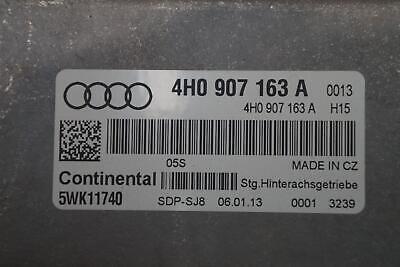 4H0 907 163 A 0013
4H0 907 163 A H15
05S MADE IN CZ
Continental Stg.Hinterachsgetriebe
5WK11740 SDP-SJ8 06.01.13 0001 3239